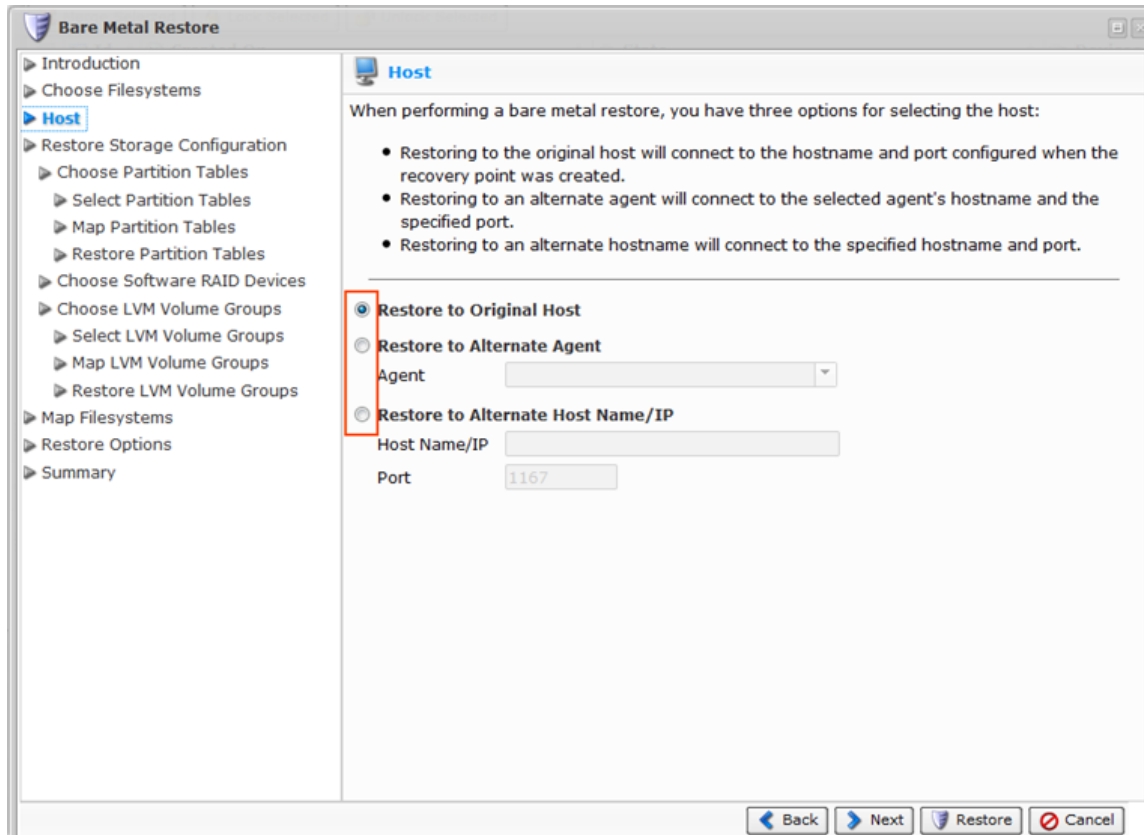 Bare Metal Restore
Introduction
Choose Filesystems
Host
Restore Storage Configuration
Choose Partition Tables
Select Partition Tables
Map Partition Tables
Restore Partition Tables
Choose Software RAID Devices
Choose LVM Volume Groups
Select LVM Volume Groups
Map LVM Volume Groups
Restore LVM Volume Groups
Map Filesystems
Restore Options
Summary
Host
When performing a bare metal restore, you have three options for selecting the host:
• Restoring to the original host will connect to the hostname and port configured when the
recovery point was created.
• Restoring to an alternate agent will connect to the selected agent's hostname and the
specified port.
• Restoring to an alternate hostname will connect to the specified hostname and port.
Restore to Original Host
Restore to Alternate Agent
Agent
Restore to Alternate Host Name/IP
Host Name/IP
Port 1167
Back Next Restore Cancel